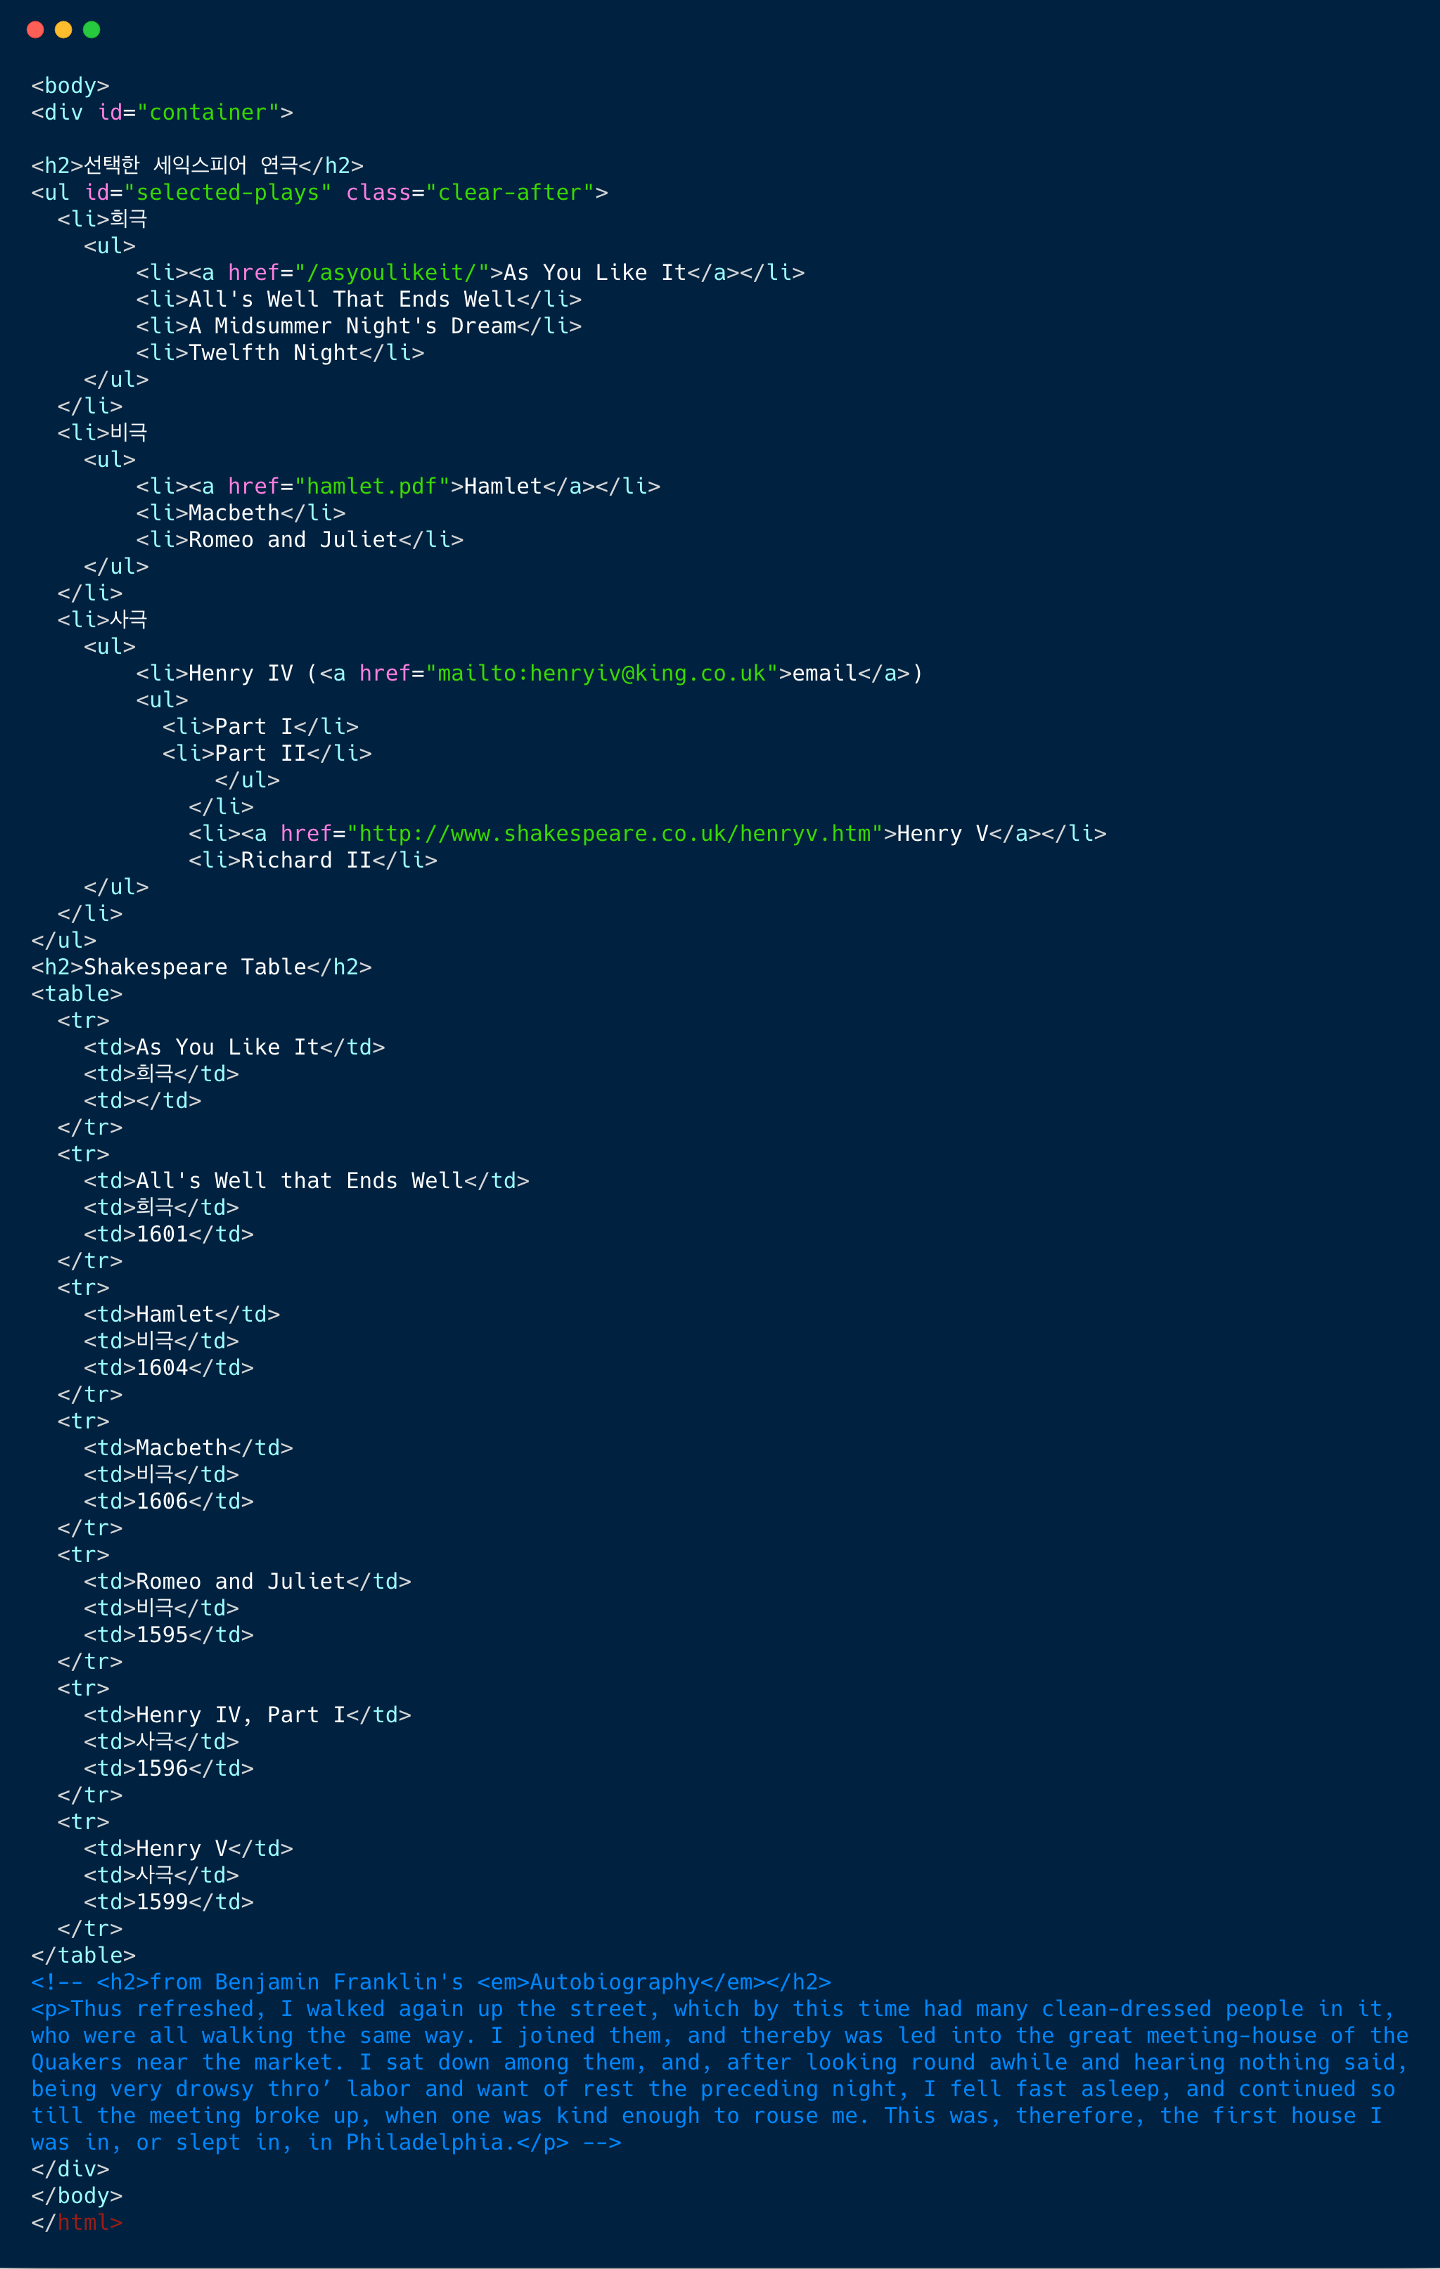 <body>
<div id="container">

<h2>선택한 세익스피어 연극</h2>
<ul id="selected-plays" class="clear-after">
  <li>희극
    <ul>
        <li><a href="/asyoulikeit/">As You Like It</a></li>
        <li>All's Well That Ends Well</li>
        <li>A Midsummer Night's Dream</li>
        <li>Twelfth Night</li>
    </ul>
  </li>
  <li>비극
    <ul>
        <li><a href="hamlet.pdf">Hamlet</a></li>
        <li>Macbeth</li>
        <li>Romeo and Juliet</li>
    </ul>
  </li>
  <li>사극
    <ul>
        <li>Henry IV (<a href="mailto:henryiv@king.co.uk">email</a>)
        <ul>
          <li>Part I</li>
          <li>Part II</li>
              </ul>
            </li>
            <li><a href="http://www.shakespeare.co.uk/henryv.htm">Henry V</a></li>
            <li>Richard II</li>
    </ul>
  </li>
</ul>
<h2>Shakespeare Table</h2>
<table>
  <tr>
    <td>As You Like It</td>
    <td>희극</td>
    <td></td>
  </tr>
  <tr>
    <td>All's Well that Ends Well</td>
    <td>희극</td>
    <td>1601</td>
  </tr>
  <tr>
    <td>Hamlet</td>
    <td>비극</td>
    <td>1604</td>
  </tr>
  <tr>
    <td>Macbeth</td>
    <td>비극</td>
    <td>1606</td>
  </tr>
  <tr>
    <td>Romeo and Juliet</td>
    <td>비극</td>
    <td>1595</td>
  </tr>
  <tr>
    <td>Henry IV, Part I</td>
    <td>사극</td>
    <td>1596</td>
  </tr>
  <tr>
    <td>Henry V</td>
    <td>사극</td>
    <td>1599</td>
  </tr>
</table>
<!-- <h2>from Benjamin Franklin's <em>Autobiography</em></h2>
<p>Thus refreshed, I walked again up the street, which by this time had many clean-dressed people in it,
who were all walking the same way. I joined them, and thereby was led into the great meeting-house of the
Quakers near the market. I sat down among them, and, after looking round awhile and hearing nothing said,
being very drowsy thro’ labor and want of rest the preceding night, I fell fast asleep, and continued so
till the meeting broke up, when one was kind enough to rouse me. This was, therefore, the first house I
was in, or slept in, in Philadelphia.</p> -->
</div>
</body>
</html>